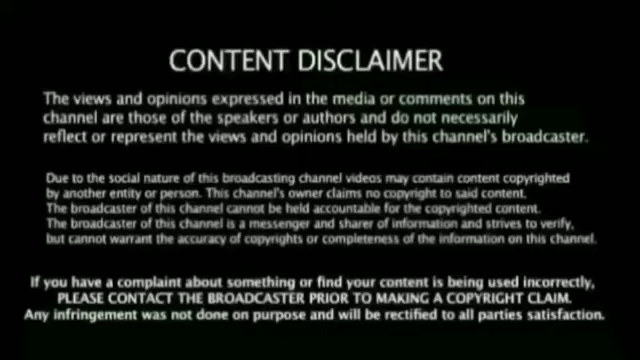 CONTENT DISCLAIMER
The views and opinions expressed in the media or comments on this
channel are those of the speakers or authors and do not necessarily
reflect or represent the views and opinions held by this channel's broadcaster.
Due to the social nature of this broadcasting channel videos may contain content copyrighted
by another entity or person. This channel's owner claims no copyright to said content.
The broadcaster of this channel cannot be held accountable for the copyrighted content.
The broadcaster of this channel is a messenger and sharer of information and strives to verify,
but cannot warrant the accuracy of copyrights or completeness of the information on this channel.
If you have a complaint about something or find your content is being used incorrectly,
PLEASE CONTACT THE BROADCASTER PRIOR TO MAKING A COPYRIGHT CLAIM.
Any infringement was not done on purpose and will be rectified to all parties satisfaction.